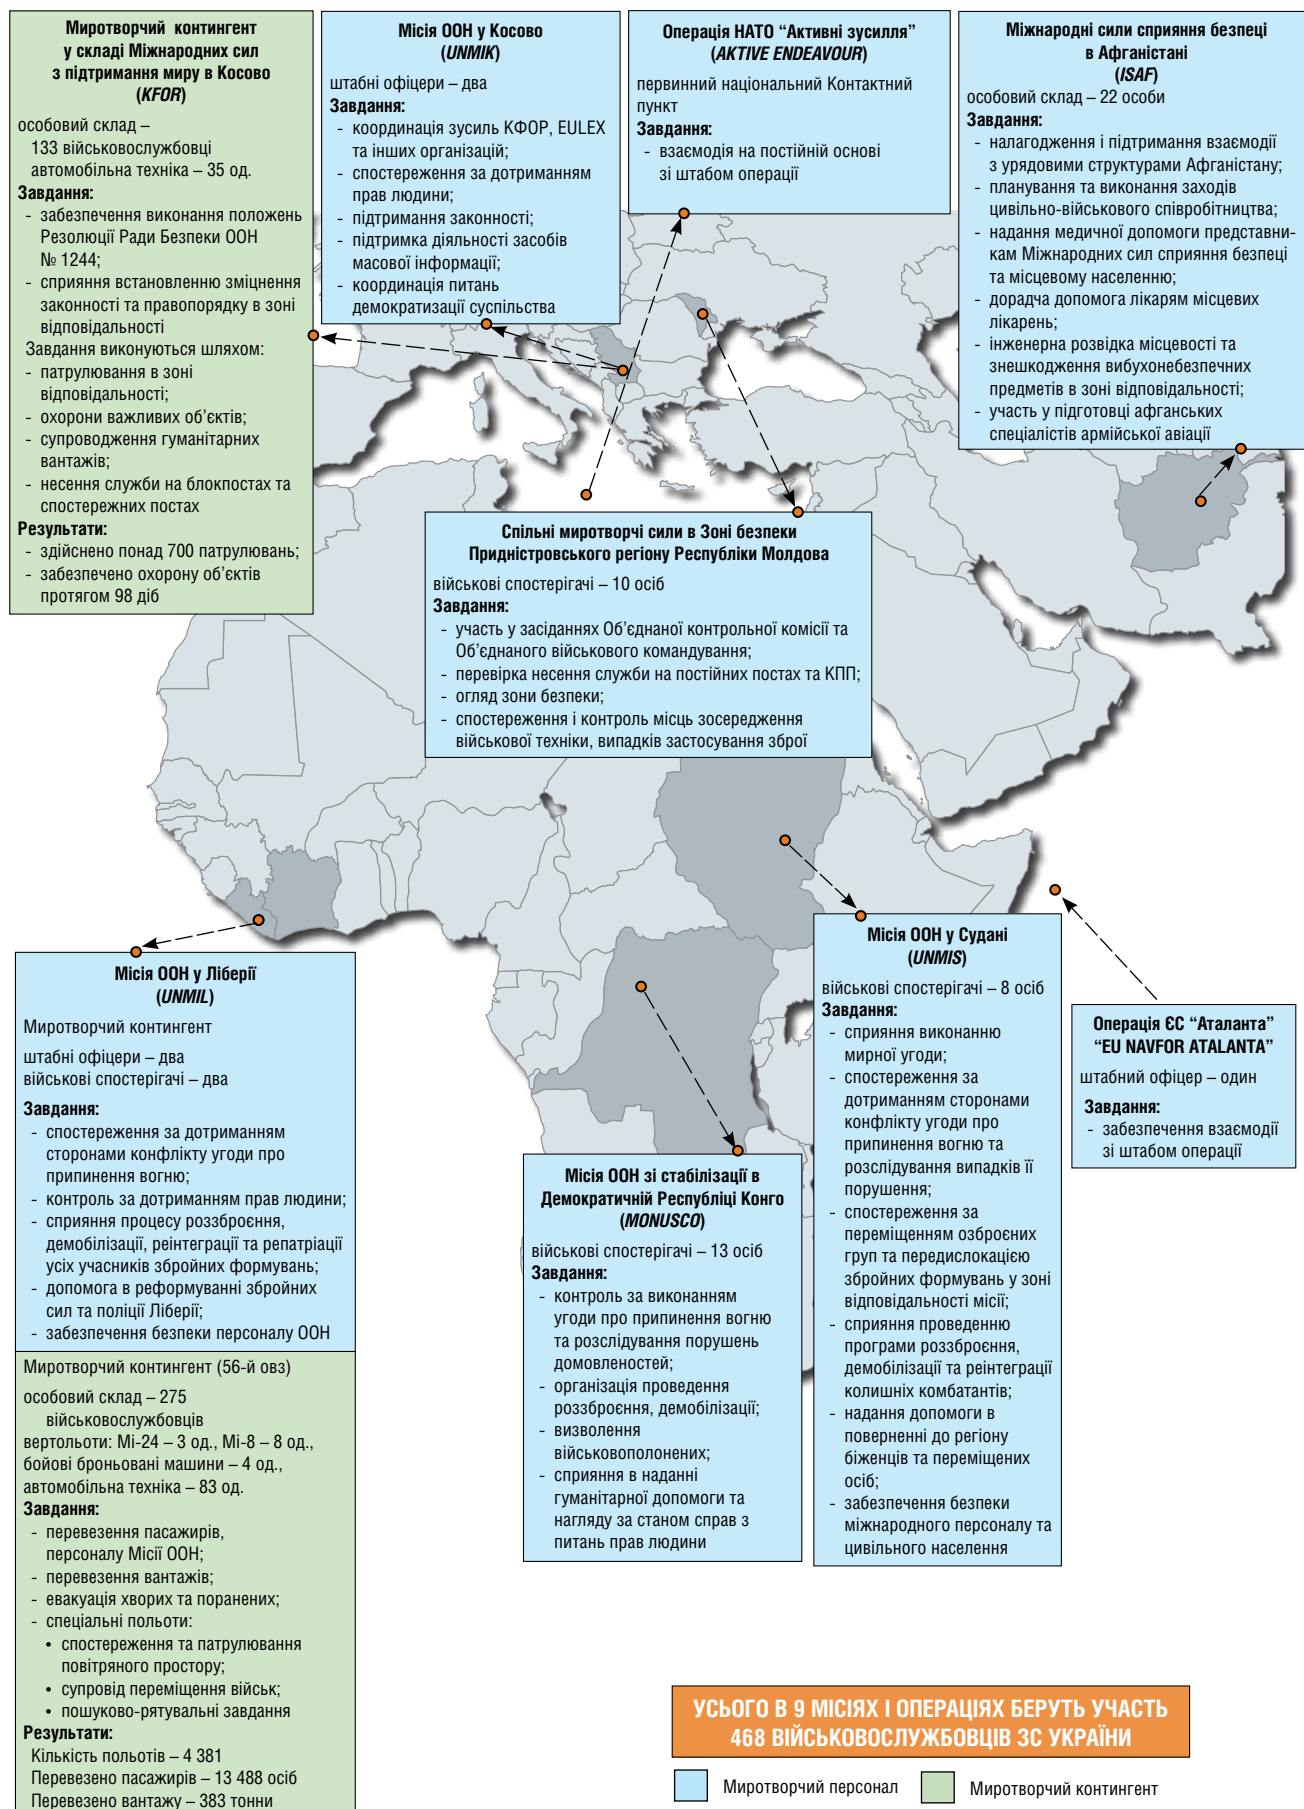 Миротворчий контингент
у складі Міжнародних сил
з підтримання миру в Косово
(KFOR)
особовий склад –
133 військовослужбовці
автомобільна техніка – 35 од.
Завдання:
- забезпечення виконання положень
Резолюції Ради Безпеки ООН
№ 1244;
- сприяння встановленню зміцнення
законності та правопорядку в зоні
відповідальності
Завдання виконуються шляхом:
- патрулювання в зоні
відповідальності;
- охорони важливих об’єктів;
- супроводження гуманітарних
вантажів;
- несення служби на блокпостах та
спостережних постах
Результати:
- здійснено понад 700 патрулювань;
- забезпечено охорону об’єктів
протягом 98 діб
Місія ООН у Косово
(UNMIK)
штабні офіцери – два
Завдання:
- координація зусиль КФОР, EULEX
та інших організацій;
- спостереження за дотриманням
прав людини;
- підтримання законності;
- підтримка діяльності засобів
масової інформації;
- координація питань
демократизації суспільства
Операція НАТО “Активні зусилля”
(AKTIVE ENDEAVOUR)
первинний національний Контактний
пункт
Завдання:
- взаємодія на постійній основі
зі штабом операції
Міжнародні сили сприяння безпеці
в Афганістані
(ISAF)
особовий склад – 22 особи
Завдання:
- налагодження і підтримання взаємодії
з урядовими структурами Афганістану;
- планування та виконання заходів
цивільно-військового співробітництва;
- надання медичної допомоги представни-
кам Міжнародних сил сприяння безпеці
та місцевому населенню;
- дорадча допомога лікарям місцевих
лікарень;
- інженерна розвідка місцевості та
знешкодження вибухонебезпечних
предметів в зоні відповідальності;
- участь у підготовці афганських
спеціалістів армійської авіації
Спільні миротворчі сили в Зоні безпеки
Придністровського регіону Республіки Молдова
військові спостерігачі – 10 осіб
Завдання:
- участь у засіданнях Об’єднаної контрольної комісії та
Об’єднаного військового командування;
- перевірка несення служби на постійних постах та КПП;
- огляд зони безпеки;
- спостереження і контроль місць зосередження
військової техніки, випадків застосування зброї
Місія ООН у Ліберії
(UNMIL)
Миротворчий контингент
штабні офіцери – два
військові спостерігачі – два
Завдання:
- спостереження за дотриманням
сторонами конфлікту угоди про
припинення вогню;
- контроль за дотриманням прав людини;
- сприяння процесу роззброєння,
демобілізації, реінтеграції та репатріації
усіх учасників збройних формувань;
- допомога в реформуванні збройних
сил та поліції Ліберії;
- забезпечення безпеки персоналу ООН
Миротворчий контингент (56-й овз)
особовий склад – 275
військовослужбовців
вертольоти: Мі-24 – 3 од., Мі-8 – 8 од.,
бойові броньовані машини – 4 од.,
автомобільна техніка – 83 од.
Завдання:
- перевезення пасажирів,
персоналу Місії ООН;
- перевезення вантажів;
- евакуація хворих та поранених;
- спеціальні польоти:
• спостереження та патрулювання
повітряного простору;
• супровід переміщення військ;
• пошуково-рятувальні завдання
Результати:
Кількість польотів – 4 381
Перевезено пасажирів – 13 488 осіб
Перевезено вантажу – 383 тонни
Місія ООН зі стабілізації в
Демократичній Республіці Конго
(MONUSCO)
військові спостерігачі – 13 осіб
Завдання:
- контроль за виконанням
угоди про припинення вогню
та розслідування порушень
домовленостей;
- організація проведення
роззброєння, демобілізації;
- визволення
військовополонених;
- сприяння в наданні
гуманітарної допомоги та
нагляду за станом справ з
питань прав людини
Місія ООН у Судані
(UNMIS)
військові спостерігачі – 8 осіб
Завдання:
- сприяння виконанню
мирної угоди;
- спостереження за
дотриманням сторонами
конфлікту угоди про
припинення вогню та
розслідування випадків її
порушення;
- спостереження за
переміщенням озброєних
груп та передислокацією
збройних формувань у зоні
відповідальності місії;
- сприяння проведенню
програми роззброєння,
демобілізації та реінтеграції
колишніх комбатантів;
- надання допомоги в
поверненні до регіону
біженців та переміщених
осіб;
- забезпечення безпеки
міжнародного персоналу та
цивільного населення
Операція ЄС “Аталанта”
“EU NAVFOR ATALANTA”
штабний офіцер – один
Завдання:
- забезпечення взаємодії
зі штабом операції
УСЬОГО В 9 МІСІЯХ І ОПЕРАЦІЯХ БЕРУТЬ УЧАСТЬ
468 ВІЙСЬКОВОСЛУЖБОВЦІВ ЗС УКРАЇНИ
Миротворчий персонал
Миротворчий контингент